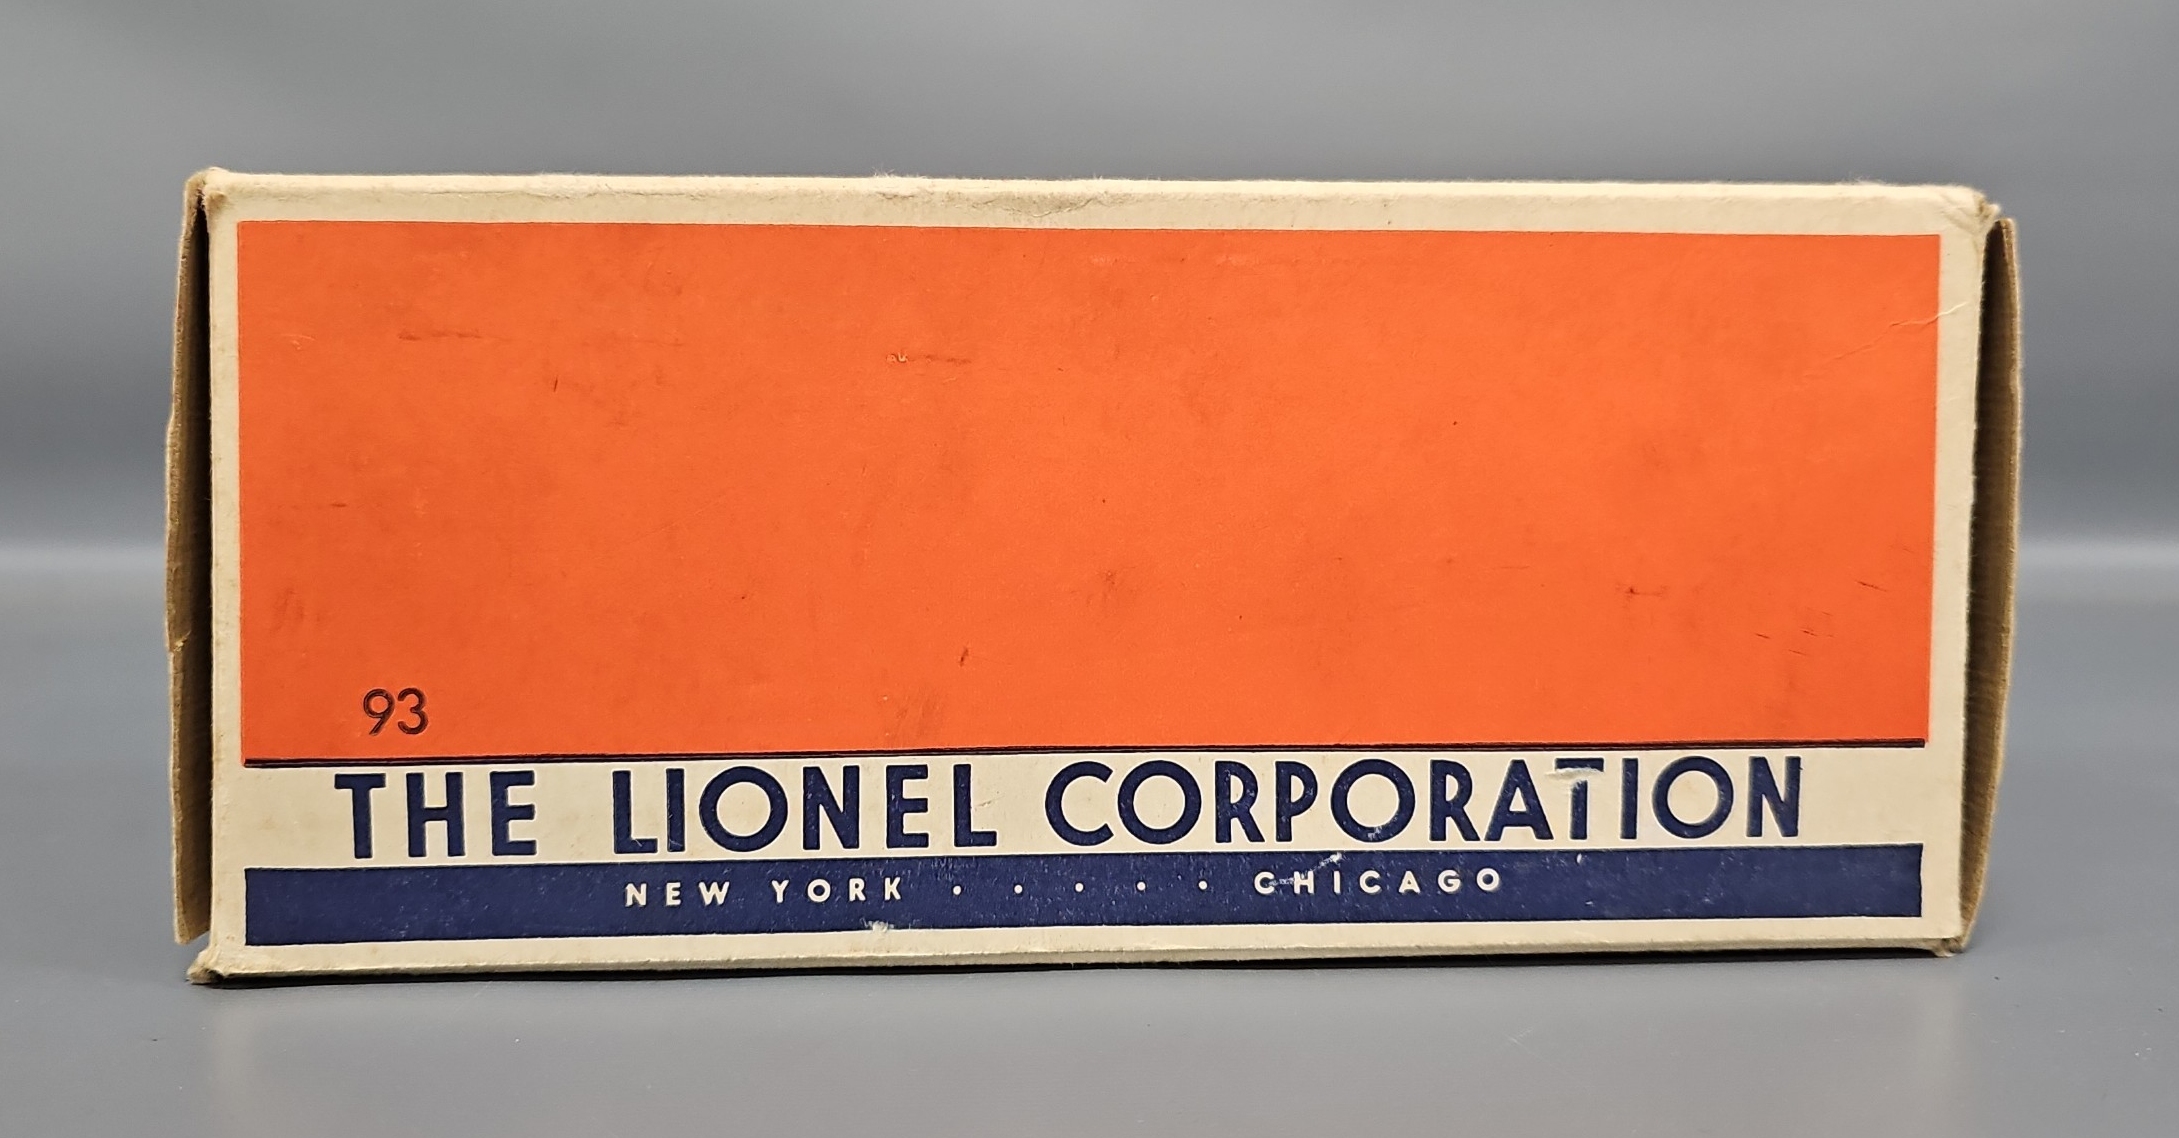 93
THE LIONEL CORPORATION
NEW YORK · · · · · CHICAGO